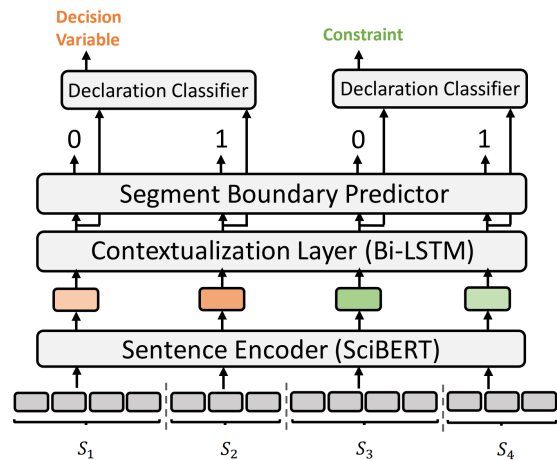 Decision
Variable
Constraint
Declaration Classifier
Declaration Classifier
0
1
0
1
Segment Boundary Predictor
Contextualization Layer (Bi-LSTM)
Sentence Encoder (SciBERT)
S1
S2
S3
S4